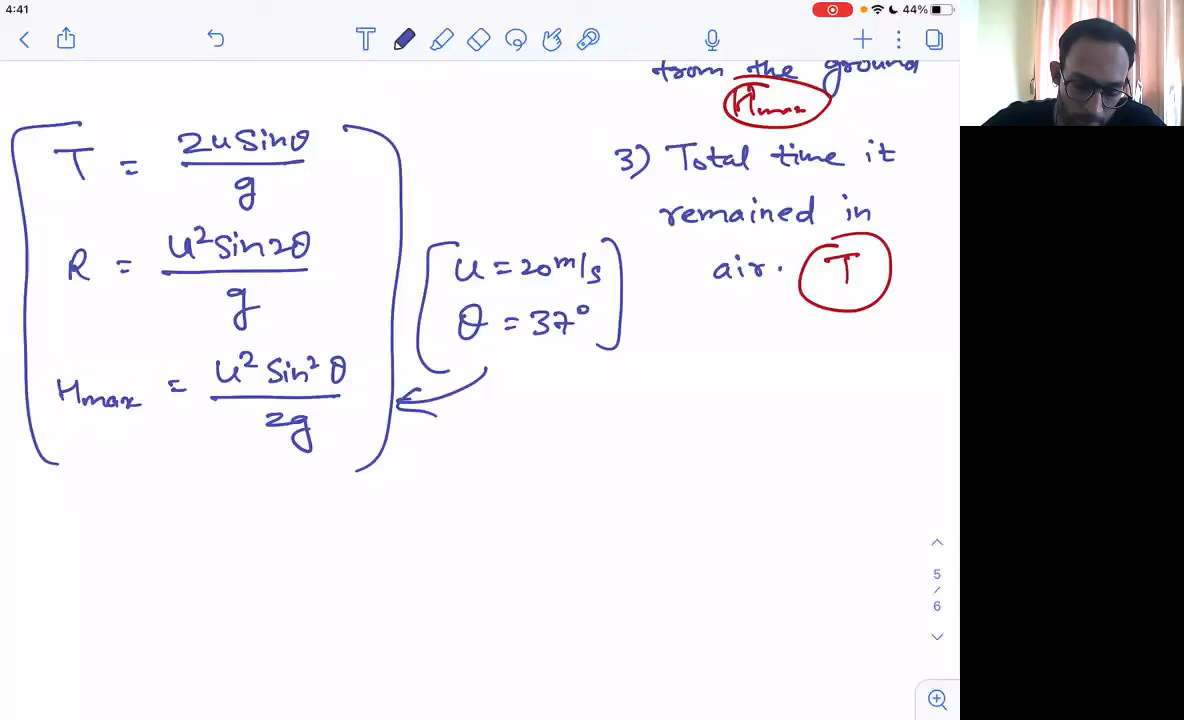 4:41
44%
T
from the ground
Hmax
3) Total time it
remained in
air. T
T = 2u Sinθ / g
R = u² Sin2θ / g
Hmax = u² Sin² θ / 2g
u = 20 m/s
θ = 37°
5
/
6